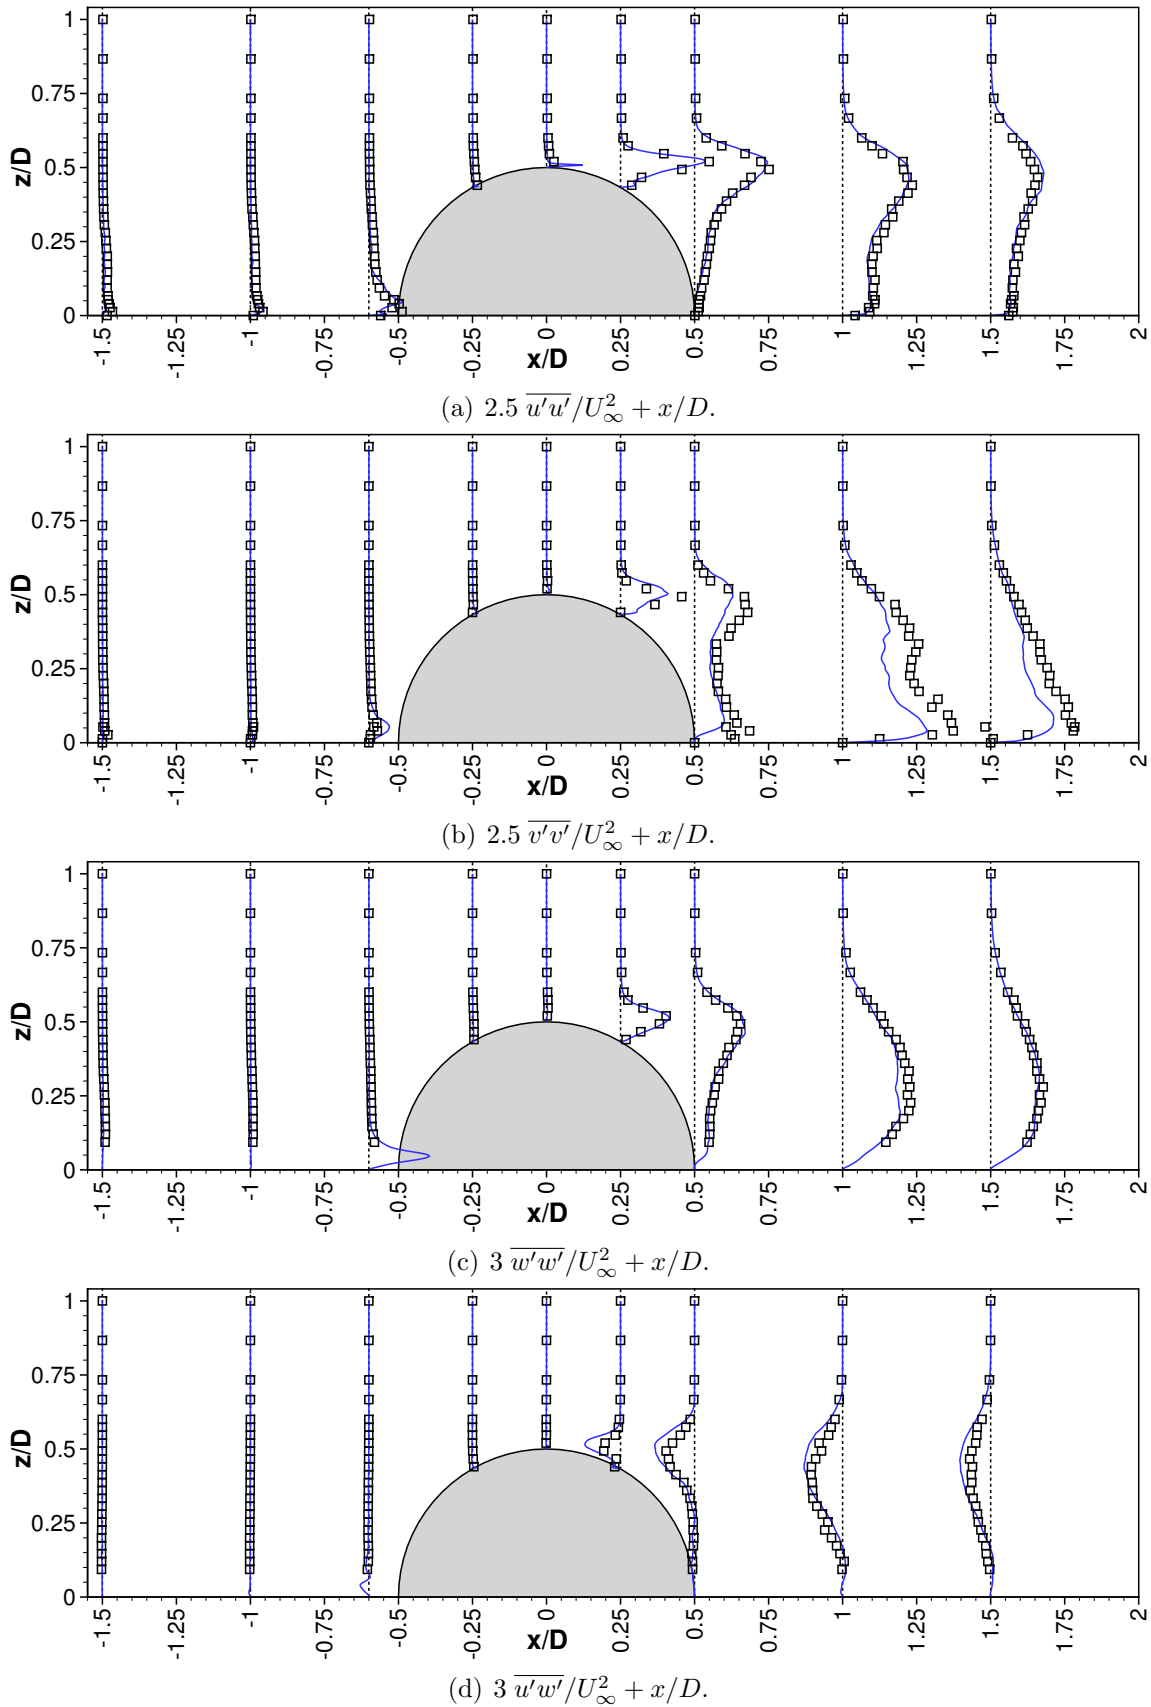 1
0.75
z/D
0.5
0.25
0
-1.5 -1.25 -1 -0.75 -0.5 -0.25 0 0.25 0.5 0.75 1 1.25 1.5 1.75 2
x/D
(a) 2.5 \overline{u'u'}/U_∞^2 + x/D.
1
0.75
z/D
0.5
0.25
0
-1.5 -1.25 -1 -0.75 -0.5 -0.25 0 0.25 0.5 0.75 1 1.25 1.5 1.75 2
x/D
(b) 2.5 \overline{v'v'}/U_∞^2 + x/D.
1
0.75
z/D
0.5
0.25
0
-1.5 -1.25 -1 -0.75 -0.5 -0.25 0 0.25 0.5 0.75 1 1.25 1.5 1.75 2
x/D
(c) 3 \overline{w'w'}/U_∞^2 + x/D.
1
0.75
z/D
0.5
0.25
0
-1.5 -1.25 -1 -0.75 -0.5 -0.25 0 0.25 0.5 0.75 1 1.25 1.5 1.75 2
x/D
(d) 3 \overline{u'w'}/U_∞^2 + x/D.